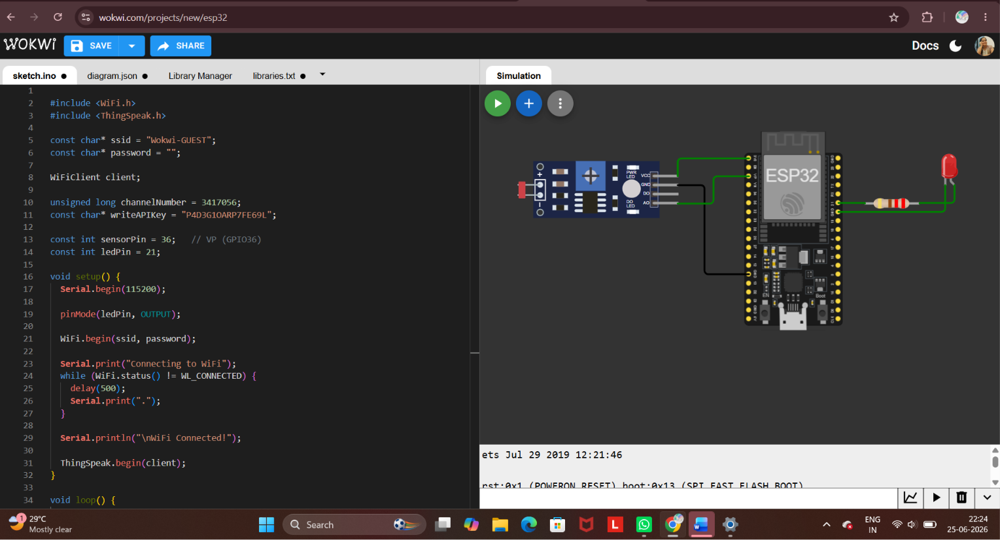 wokwi.com/projects/new/esp32
WOKWi
SAVE
SHARE
Docs
sketch.ino ●
diagram.json ●
Library Manager
libraries.txt ●
Simulation
1
2 #include <WiFi.h>
3 #include <ThingSpeak.h>
4
5 const char* ssid = "Wokwi-GUEST";
6 const char* password = "";
7
8 WiFiClient client;
9
10 unsigned long channelNumber = 3417056;
11 const char* writeAPIKey = "P4D3G1OARP7FE69L";
12
13 const int sensorPin = 36;   // VP (GPIO36)
14 const int ledPin = 21;
15
16 void setup() {
17 Serial.begin(115200);
18
19 pinMode(ledPin, OUTPUT);
20
21 WiFi.begin(ssid, password);
22
23 Serial.print("Connecting to WiFi");
24 while (WiFi.status() != WL_CONNECTED) {
25 delay(500);
26 Serial.print(".");
27 }
28
29 Serial.println("\nWiFi Connected!");
30
31 ThingSpeak.begin(client);
32 }
33
34 void loop() {
PWR
LED
VCC
GND
DO
AO
DO
LED
ESP32
EN
Boot
ets Jul 29 2019 12:21:46
rst:0x1 (POWERON_RESET),boot:0x13 (SPI_FAST_FLASH_BOOT)
1
29°C
Mostly clear
Search
L
ENG
IN
22:24
25-06-2026